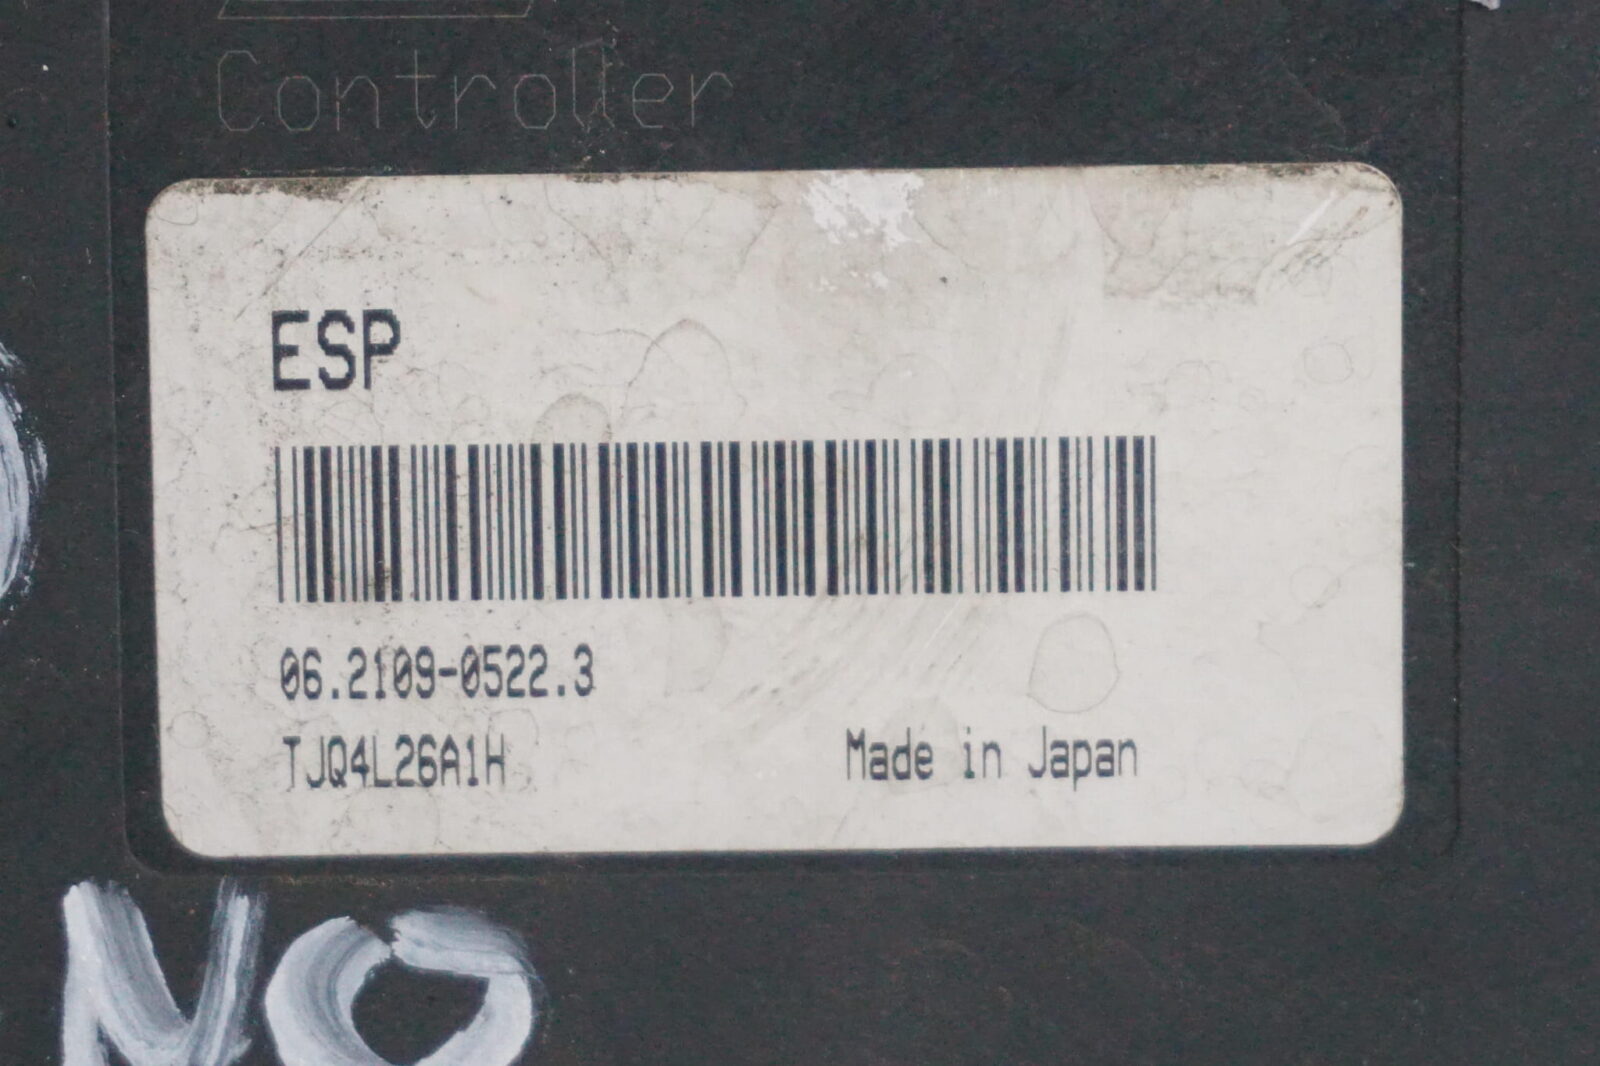 Controller
ESP
06.2109-0522.3
TJQ4L26A1H
Made in Japan
NO